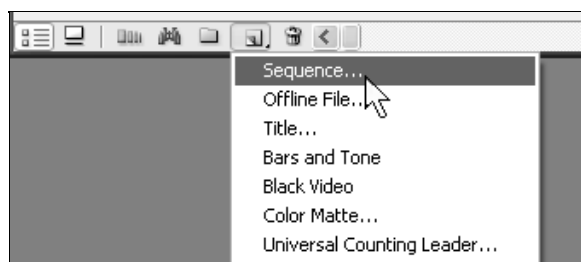 Sequence...
Offline File...
Title...
Bars and Tone
Black Video
Color Matte...
Universal Counting Leader...